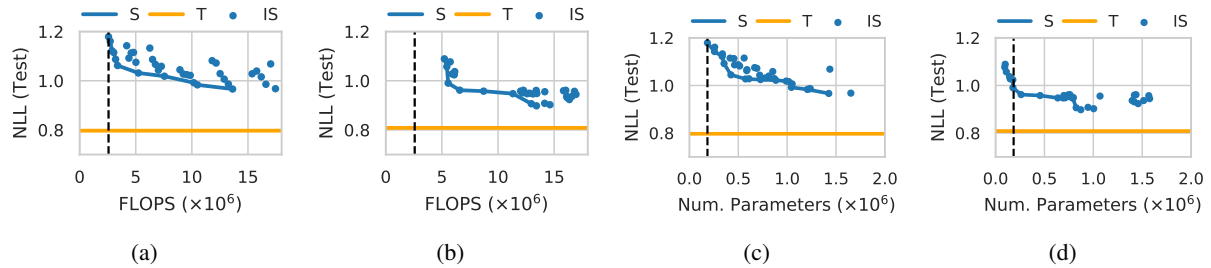 S T IS
NLL (Test)
1.2
1.0
0.8
0 5 10 15
FLOPS (×10⁶)
(a)
S T IS
NLL (Test)
1.2
1.0
0.8
0 5 10 15
FLOPS (×10⁶)
(b)
S T IS
NLL (Test)
1.2
1.0
0.8
0.0 0.5 1.0 1.5 2.0
Num. Parameters (×10⁶)
(c)
S T IS
NLL (Test)
1.2
1.0
0.8
0.0 0.5 1.0 1.5 2.0
Num. Parameters (×10⁶)
(d)